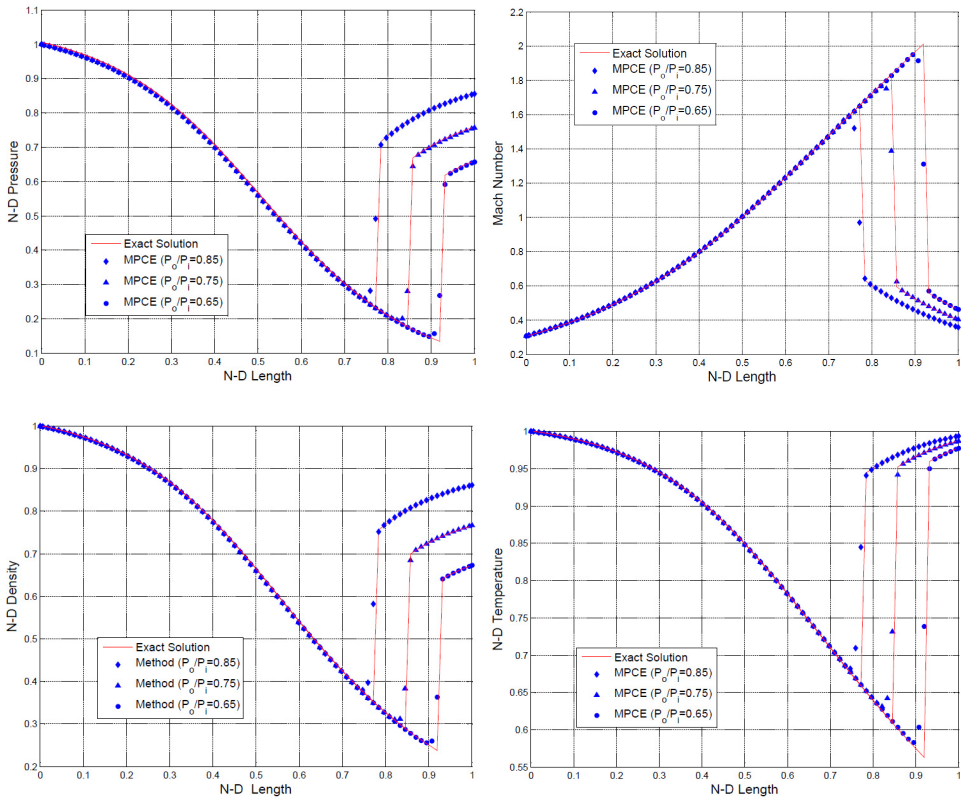 1.1
1
0.9
0.8
0.7
0.6
0.5
0.4
0.3
0.2
0.1
N-D Pressure
Exact Solution
MPCE (Po/Pi=0.85)
MPCE (Po/Pi=0.75)
MPCE (Po/Pi=0.65)
0 0.1 0.2 0.3 0.4 0.5 0.6 0.7 0.8 0.9 1
N-D Length
2.2
2
1.8
1.6
1.4
1.2
1
0.8
0.6
0.4
0.2
Mach Number
Exact Solution
MPCE (Po/Pi=0.85)
MPCE (Po/Pi=0.75)
MPCE (Po/Pi=0.65)
0 0.1 0.2 0.3 0.4 0.5 0.6 0.7 0.8 0.9 1
N-D Length
1
0.9
0.8
0.7
0.6
0.5
0.4
0.3
0.2
N-D Density
Exact Solution
Method (Po/Pi=0.85)
Method (Po/Pi=0.75)
Method (Po/Pi=0.65)
0 0.1 0.2 0.3 0.4 0.5 0.6 0.7 0.8 0.9 1
N-D Length
1
0.95
0.9
0.85
0.8
0.75
0.7
0.65
0.6
0.55
N-D Temperature
Exact Solution
MPCE (Po/Pi=0.85)
MPCE (Po/Pi=0.75)
MPCE (Po/Pi=0.65)
0 0.1 0.2 0.3 0.4 0.5 0.6 0.7 0.8 0.9 1
N-D Length